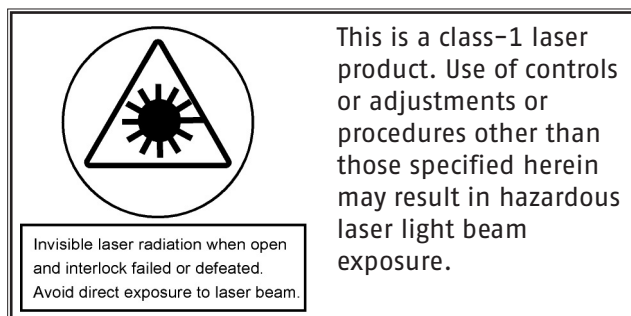 This is a class-1 laser
product. Use of controls
or adjustments or
procedures other than
those specified herein
may result in hazardous
laser light beam
exposure.
Invisible laser radiation when open
and interlock failed or defeated.
Avoid direct exposure to laser beam.